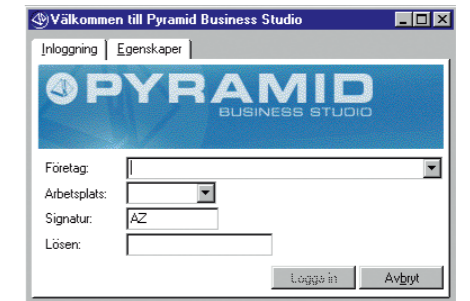 Välkommen till Pyramid Business Studio
Inloggning Egenskaper
PYRAMID
BUSINESS STUDIO
Företag:
Arbetsplats:
Signatur: AZ
Lösen:
Logga in Avbryt